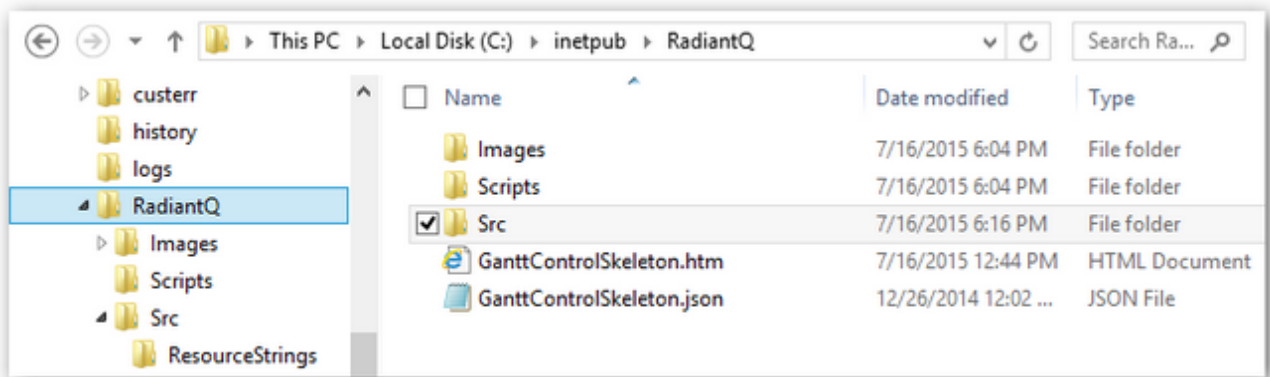 This PC Local Disk (C:) inetpub RadiantQ Search Ra...
custerr
history
logs
RadiantQ
Images
Scripts
Src
ResourceStrings
Name Date modified Type
Images 7/16/2015 6:04 PM File folder
Scripts 7/16/2015 6:04 PM File folder
Src 7/16/2015 6:16 PM File folder
GanttControlSkeleton.htm 7/16/2015 12:44 PM HTML Document
GanttControlSkeleton.json 12/26/2014 12:02 ... JSON File